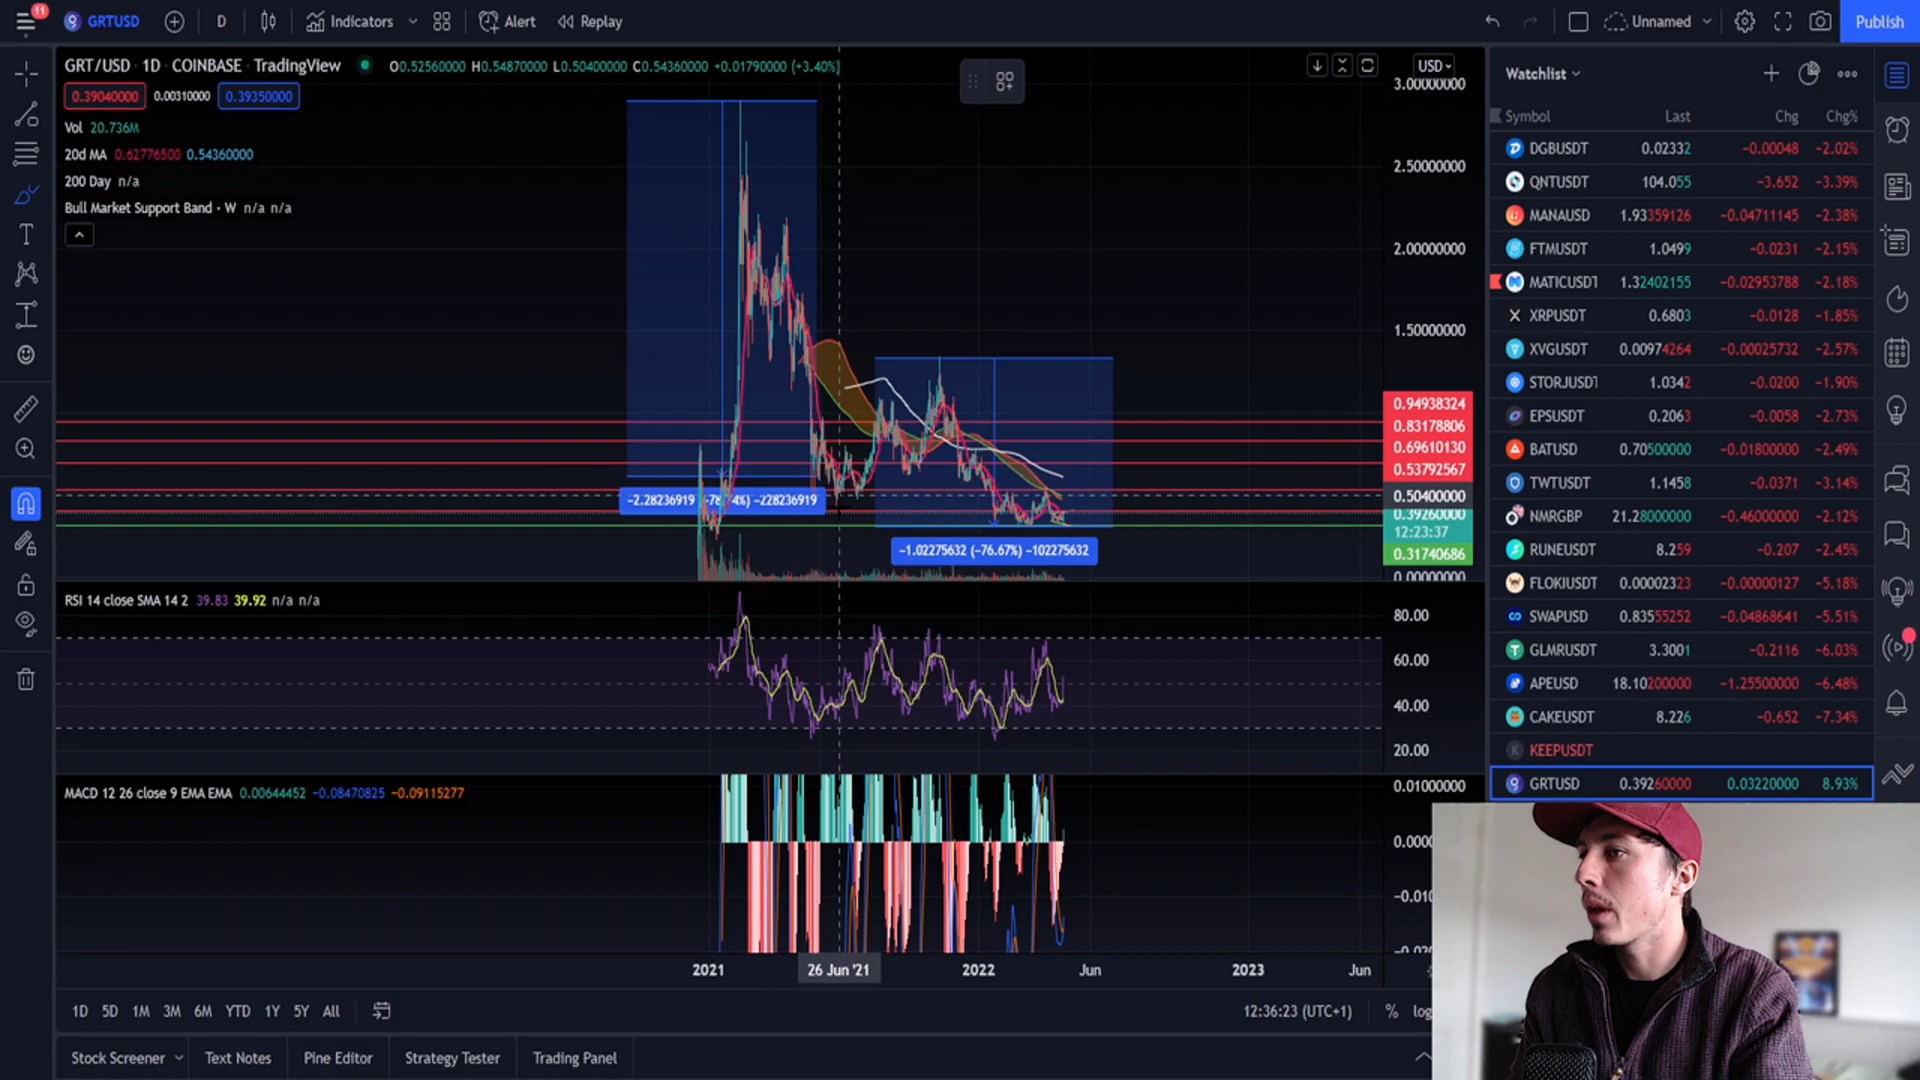 11
GRTUSD
D
Indicators
Alert
Replay
Unnamed
Publish
GRT/USD · 1D · COINBASE · TradingView
O0.52560000 H0.54870000 L0.50400000 C0.54360000 +0.01790000 (+3.40%)
0.39040000 0.00310000 0.39350000
Vol 20.736M
20d MA 0.62776500 0.54360000
200 Day n/a
Bull Market Support Band · W n/a n/a
USD
3.00000000
2.50000000
2.00000000
1.50000000
0.94938324
0.83178806
0.69610130
0.53792567
0.50400000
0.39260000
12:23:37
0.31740686
0.00000000
−1.02275632 (−76.67%) −102275632
RSI 14 close SMA 14 2 39.83 39.92 n/a n/a
80.00
60.00
40.00
20.00
MACD 12 26 close 9 EMA EMA 0.00644452 −0.08470825 −0.09115277
0.01000000
2021
26 Jun '21
2022
Jun
2023
Jun
1D 5D 1M 3M 6M YTD 1Y 5Y All
12:36:23 (UTC+1)
%
log
Stock Screener
Text Notes
Pine Editor
Strategy Tester
Trading Panel
Watchlist
Symbol Last Chg Chg%
DGBUSDT 0.02332 −0.00048 −2.02%
QNTUSDT 104.055 −3.652 −3.39%
MANAUSD 1.93359126 −0.04711145 −2.38%
FTMUSDT 1.0499 −0.0231 −2.15%
MATICUSDT 1.32402155 −0.02953788 −2.18%
XRPUSDT 0.6803 −0.0128 −1.85%
XVGUSDT 0.00974264 −0.00025732 −2.57%
STORJUSDT 1.0342 −0.0200 −1.90%
EPSUSDT 0.2063 −0.0058 −2.73%
BATUSD 0.70500000 −0.01800000 −2.49%
TWTUSDT 1.1458 −0.0371 −3.14%
NMRGBP 21.28000000 −0.46000000 −2.12%
RUNEUSDT 8.259 −0.207 −2.45%
FLOKIUSDT 0.00002323 −0.00000127 −5.18%
SWAPUSD 0.83555252 −0.04868641 −5.51%
GLMRUSDT 3.3001 −0.2116 −6.03%
APEUSD 18.10200000 −1.25500000 −6.48%
CAKEUSDT 8.226 −0.652 −7.34%
KEEPUSDT
GRTUSD 0.39260000 0.03220000 8.93%